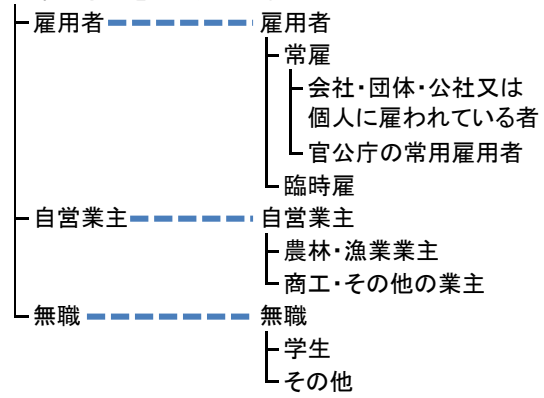 雇用者 雇用者
常雇
会社・団体・公社又は
個人に雇われている者
官公庁の常用雇用者
臨時雇
自営業主 自営業主
農林・漁業業主
商工・その他の業主
無職 無職
学生
その他